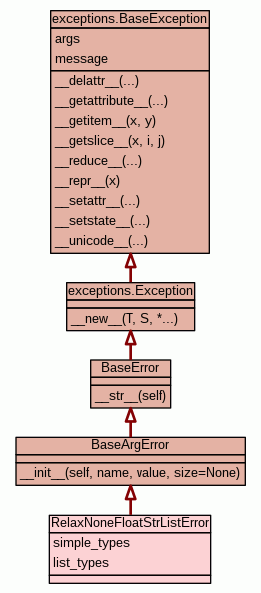 exceptions.BaseException
args
message
__delattr__(...)
__getattribute__(...)
__getitem__(x, y)
__getslice__(x, i, j)
__reduce__(...)
__repr__(x)
__setattr__(...)
__setstate__(...)
__unicode__(...)
exceptions.Exception
__new__(T, S, *...)
BaseError
__str__(self)
BaseArgError
__init__(self, name, value, size=None)
RelaxNoneFloatStrListError
simple_types
list_types